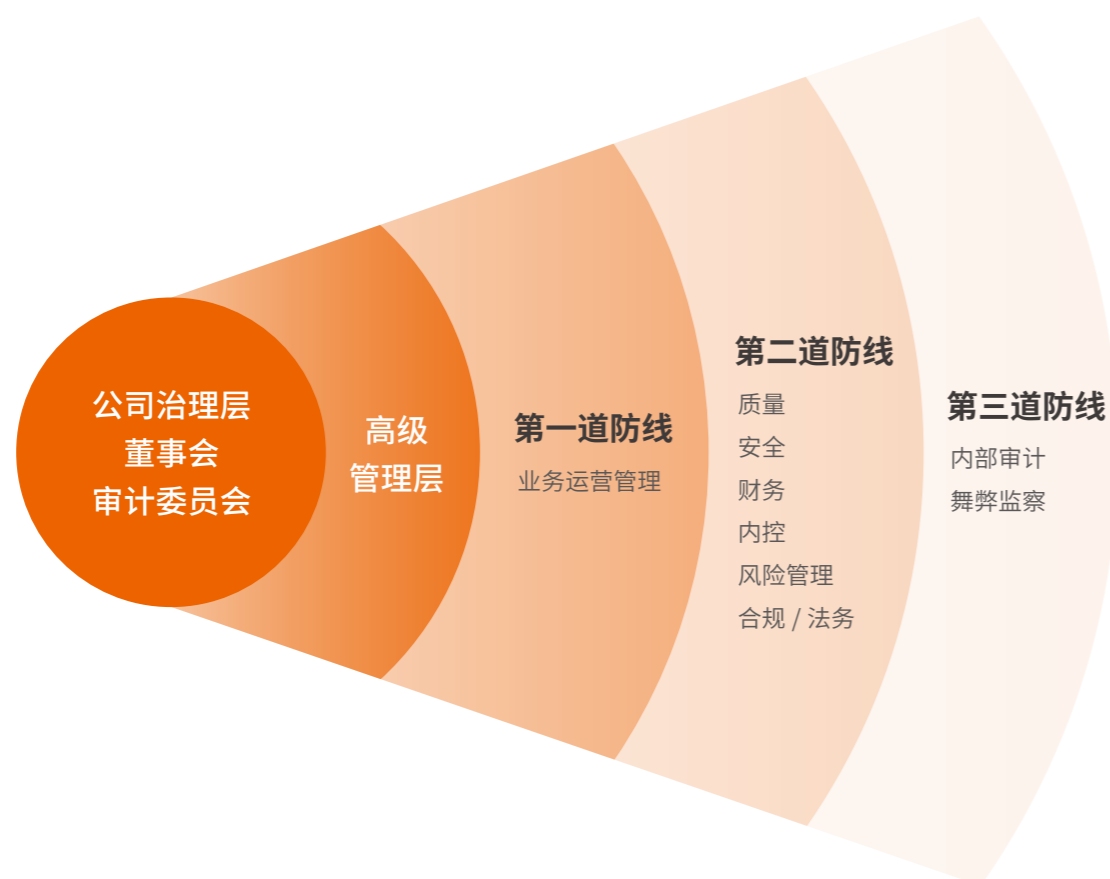 公司治理层
董事会
审计委员会
高级
管理层
第一道防线
业务运营管理
第二道防线
质量
安全
财务
内控
风险管理
合规 / 法务
第三道防线
内部审计
舞弊监察